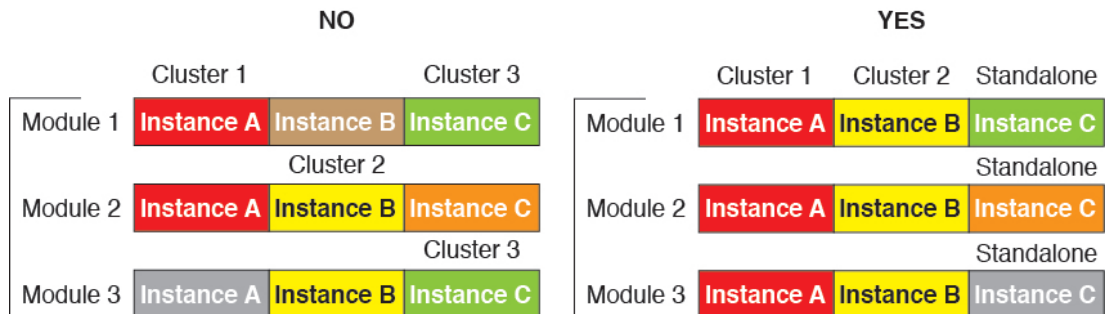 NO
Cluster 1 Cluster 3
Module 1 Instance A Instance B Instance C
Cluster 2
Module 2 Instance A Instance B Instance C
Cluster 3
Module 3 Instance A Instance B Instance C
YES
Cluster 1 Cluster 2 Standalone
Module 1 Instance A Instance B Instance C
Standalone
Module 2 Instance A Instance B Instance C
Standalone
Module 3 Instance A Instance B Instance C